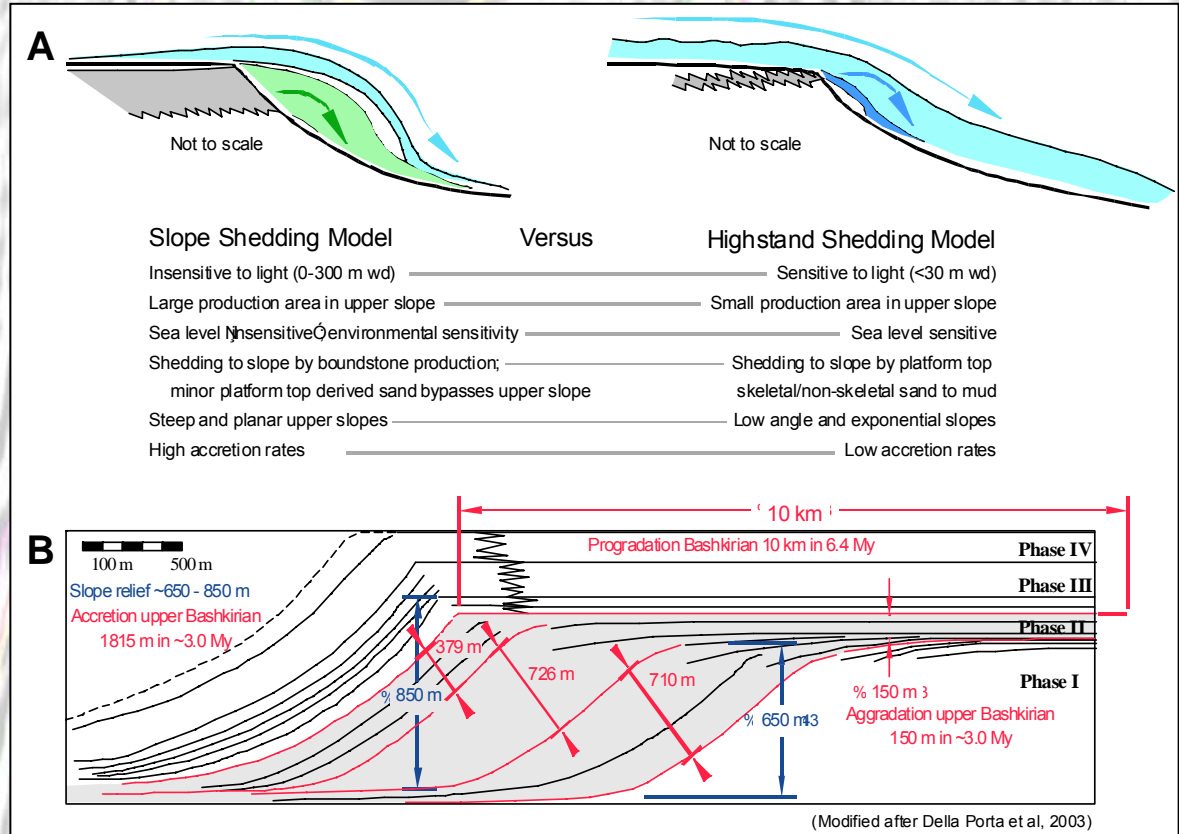 A
Not to scale
Not to scale
Slope Shedding Model Versus Highstand Shedding Model
Insensitive to light (0-300 m wd) Sensitive to light (<30 m wd)
Large production area in upper slope Small production area in upper slope
Sea level environmental sensitivity Sea level sensitive
Shedding to slope by boundstone production; Shedding to slope by platform top
minor platform top derived sand bypasses upper slope skeletal/non-skeletal sand to mud
Steep and planar upper slopes Low angle and exponential slopes
High accretion rates Low accretion rates
B
10 km
Progradation Bashkirian 10 km in 6.4 My
100 m 500 m
Slope relief ~650 - 850 m
Accretion upper Bashkirian
1815 m in ~3.0 My
Phase IV
Phase III
Phase II
Phase I
379 m
726 m
710 m
% 850 m
% 650 m
% 150 m
Aggradation upper Bashkirian
150 m in ~3.0 My
(Modified after Della Porta et al, 2003)